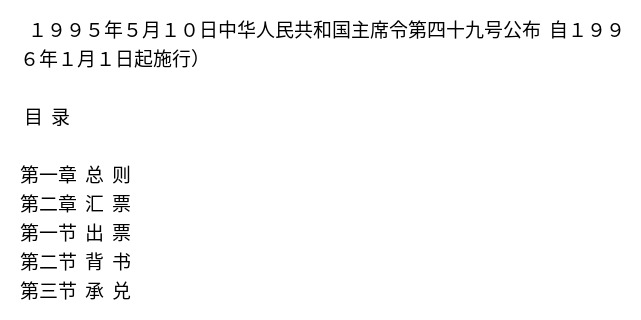 １９９５年５月１０日中华人民共和国主席令第四十九号公布 自１９９
６年１月１日起施行）
目 录
第一章 总 则
第二章 汇 票
第一节 出 票
第二节 背 书
第三节 承 兑